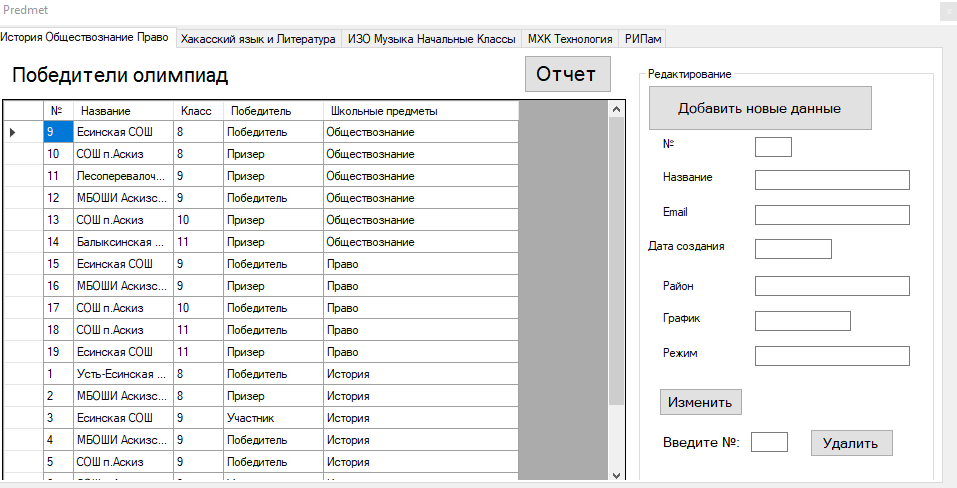 Predmet
История Обществознание Право Хакасский язык и Литература ИЗО Музыка Начальные Классы МХК Технология РИПам
Победители олимпиад
Отчет
№ Название Класс Победитель Школьные предметы
9 Есинская СОШ 8 Победитель Обществознание
10 СОШ п.Аскиз 8 Призер Обществознание
11 Лесоперевалоч... 9 Призер Обществознание
12 МБОШИ Аскизс... 9 Победитель Обществознание
13 СОШ п.Аскиз 10 Призер Обществознание
14 Балыксинская ... 11 Призер Обществознание
15 Есинская СОШ 9 Победитель Право
16 МБОШИ Аскизс... 9 Призер Право
17 СОШ п.Аскиз 10 Победитель Право
18 СОШ п.Аскиз 11 Победитель Право
19 Есинская СОШ 11 Призер Право
1 Усть-Есинская ... 8 Победитель История
2 МБОШИ Аскизс... 8 Призер История
3 Есинская СОШ 9 Участник История
4 МБОШИ Аскизс... 9 Победитель История
5 СОШ п.Аскиз 9 Победитель История
Редактирование
Добавить новые данные
№
Название
Email
Дата создания
Район
График
Режим
Изменить
Введите №: Удалить